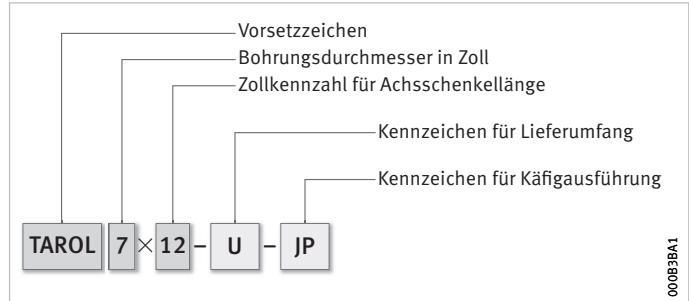 Vorsetzzeichen
Bohrungsdurchmesser in Zoll
Zollkennzahl für Achsschenkellänge
Kennzeichen für Lieferumfang
Kennzeichen für Käfigausführung
TAROL 7 × 12 – U – JP
000B3BA1